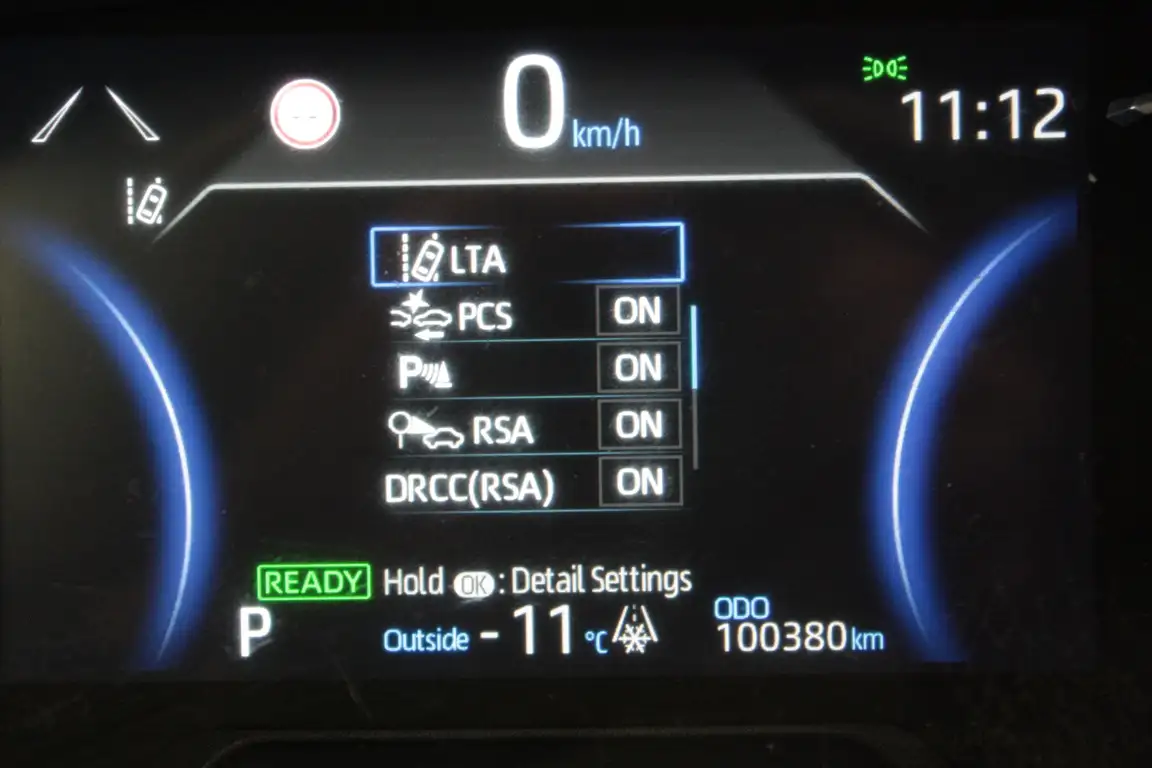 0 km/h
11:12
LTA
PCS ON
P ON
RSA ON
DRCC(RSA) ON
READY Hold OK : Detail Settings
P Outside -11°C ODO
100380 km